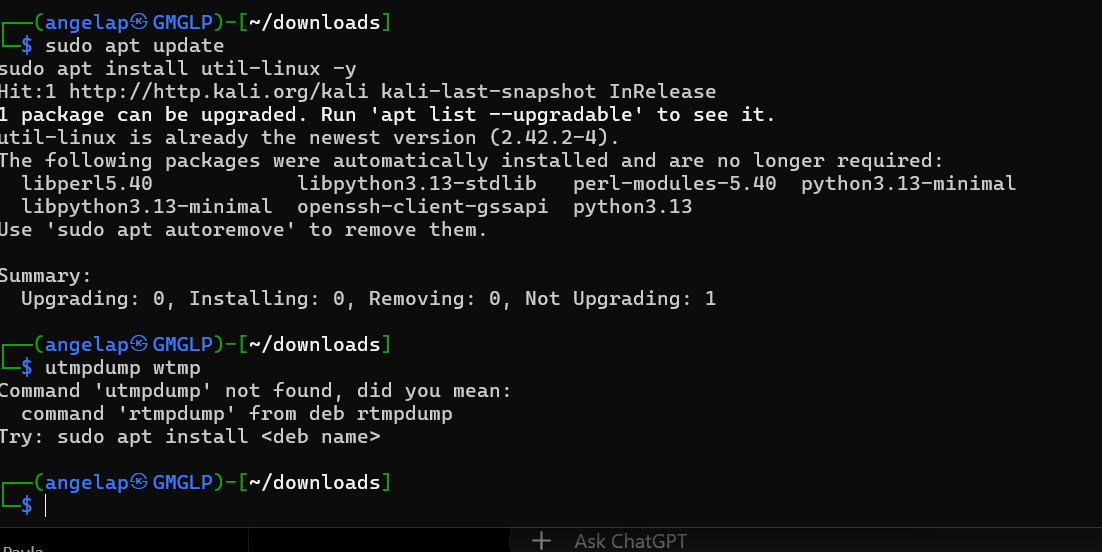 ┌──(angelap㉿GMGLP)-[~/downloads]
└─$ sudo apt update
sudo apt install util-linux -y
Hit:1 http://http.kali.org/kali kali-last-snapshot InRelease
1 package can be upgraded. Run 'apt list --upgradable' to see it.
util-linux is already the newest version (2.42.2-4).
The following packages were automatically installed and are no longer required:
  libperl5.40            libpython3.13-stdlib   perl-modules-5.40  python3.13-minimal
  libpython3.13-minimal  openssh-client-gssapi  python3.13
Use 'sudo apt autoremove' to remove them.

Summary:
  Upgrading: 0, Installing: 0, Removing: 0, Not Upgrading: 1

┌──(angelap㉿GMGLP)-[~/downloads]
└─$ utmpdump wtmp
Command 'utmpdump' not found, did you mean:
  command 'rtmpdump' from deb rtmpdump
Try: sudo apt install <deb name>

┌──(angelap㉿GMGLP)-[~/downloads]
└─$
Paula
Ask ChatGPT